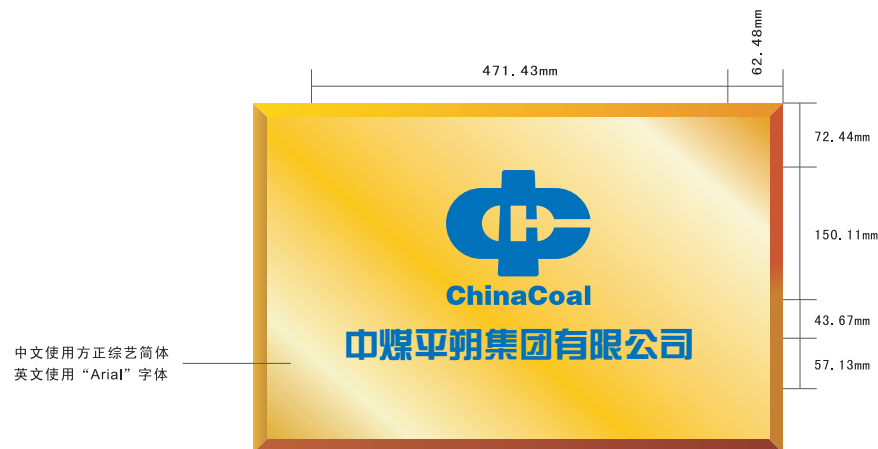 471.43mm
62.48mm
72.44mm
150.11mm
ChinaCoal
43.67mm
中煤平朔集团有限公司
57.13mm
中文使用方正综艺简体
英文使用“Arial”字体